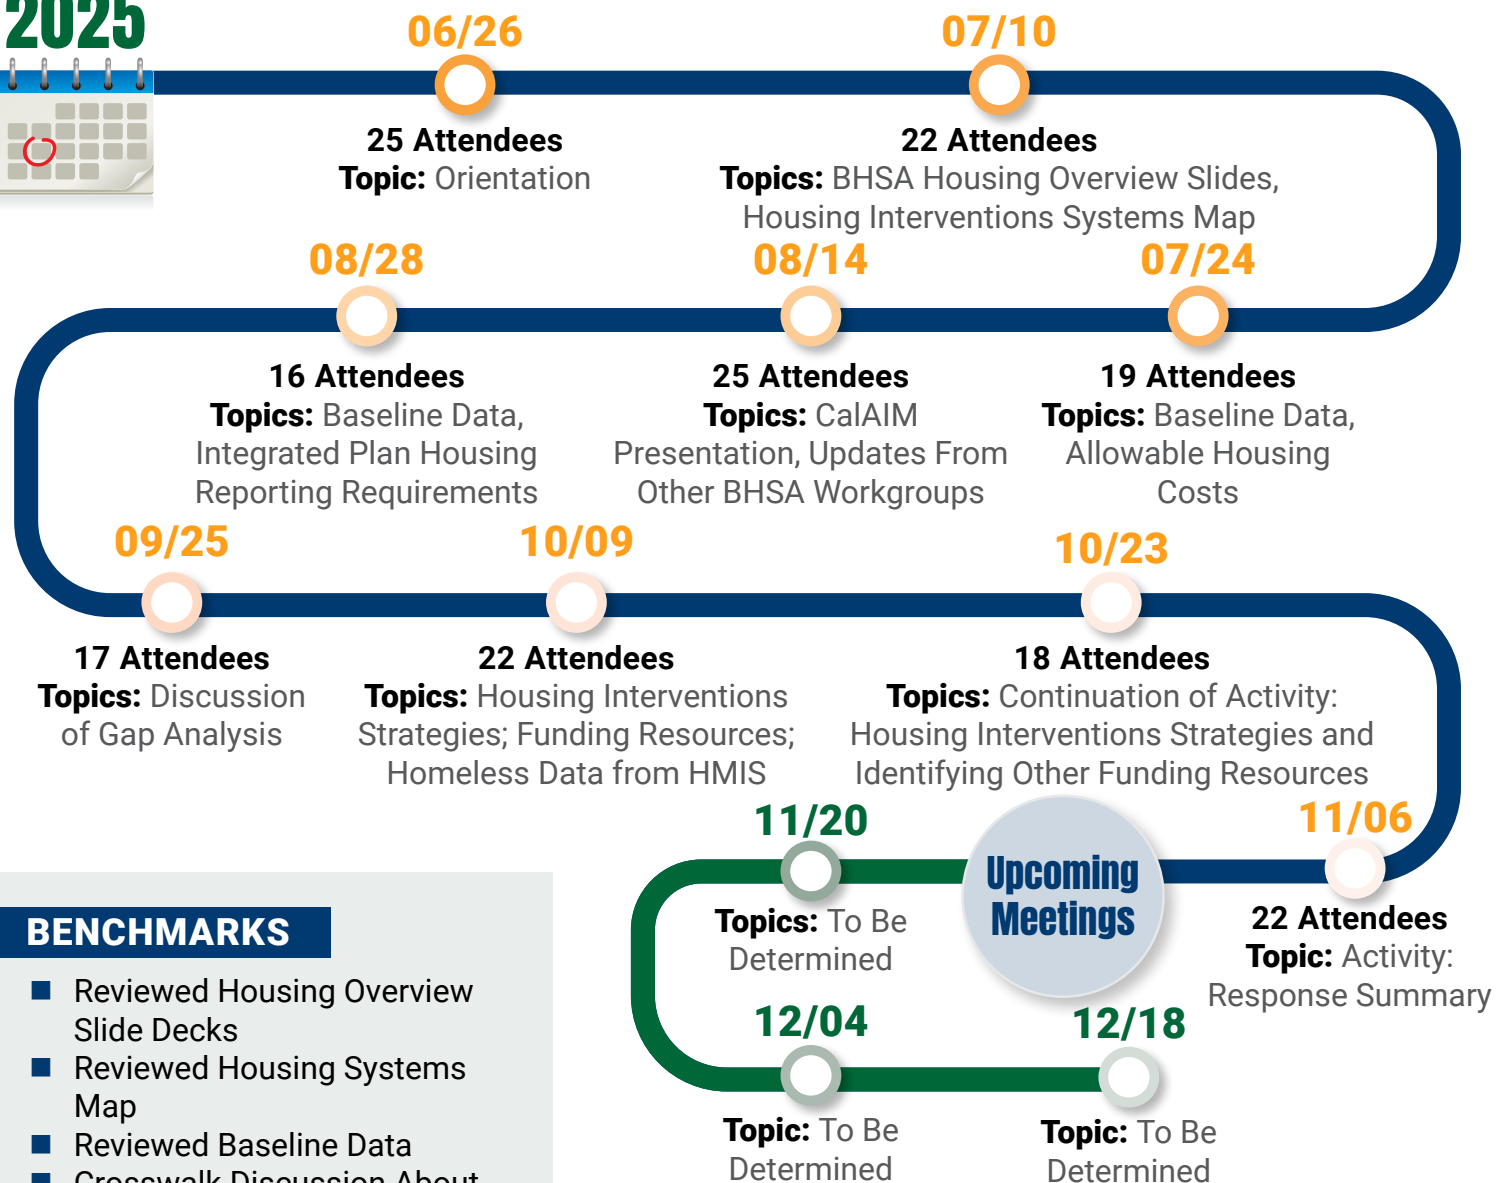 2025
06/26
25 Attendees
Topic: Orientation
07/10
22 Attendees
Topics: BHSA Housing Overview Slides,
Housing Interventions Systems Map
07/24
19 Attendees
Topics: Baseline Data,
Allowable Housing
Costs
08/14
25 Attendees
Topics: CalAIM
Presentation, Updates From
Other BHSA Workgroups
08/28
16 Attendees
Topics: Baseline Data,
Integrated Plan Housing
Reporting Requirements
09/25
17 Attendees
Topics: Discussion
of Gap Analysis
10/09
22 Attendees
Topics: Housing Interventions
Strategies; Funding Resources;
Homeless Data from HMIS
10/23
18 Attendees
Topics: Continuation of Activity:
Housing Interventions Strategies and
Identifying Other Funding Resources
11/06
22 Attendees
Topic: Activity:
Response Summary
Upcoming
Meetings
11/20
Topics: To Be
Determined
12/04
Topic: To Be
Determined
12/18
Topic: To Be
Determined
BENCHMARKS
Reviewed Housing Overview
Slide Decks
Reviewed Housing Systems
Map
Reviewed Baseline Data
Crosswalk Discussion About